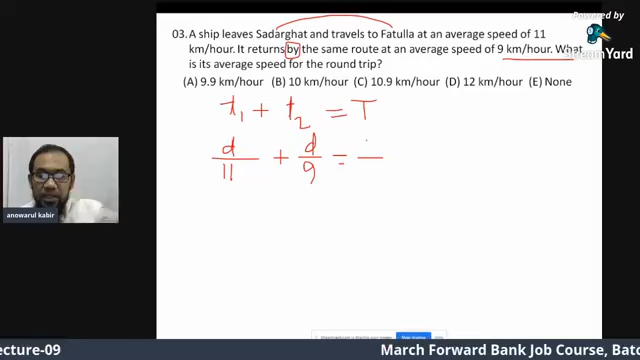 Powered by
StreamYard
03. A ship leaves Sadarghat and travels to Fatulla at an average speed of 11
km/hour. It returns by the same route at an average speed of 9 km/hour. What
is its average speed for the round trip?
(A) 9.9 km/hour (B) 10 km/hour (C) 10.9 km/hour (D) 12 km/hour (E) None
t₁ + t₂ = T
d/11 + d/9 =
anowarul kabir
ecture-09 March Forward Bank Job Course, Batc